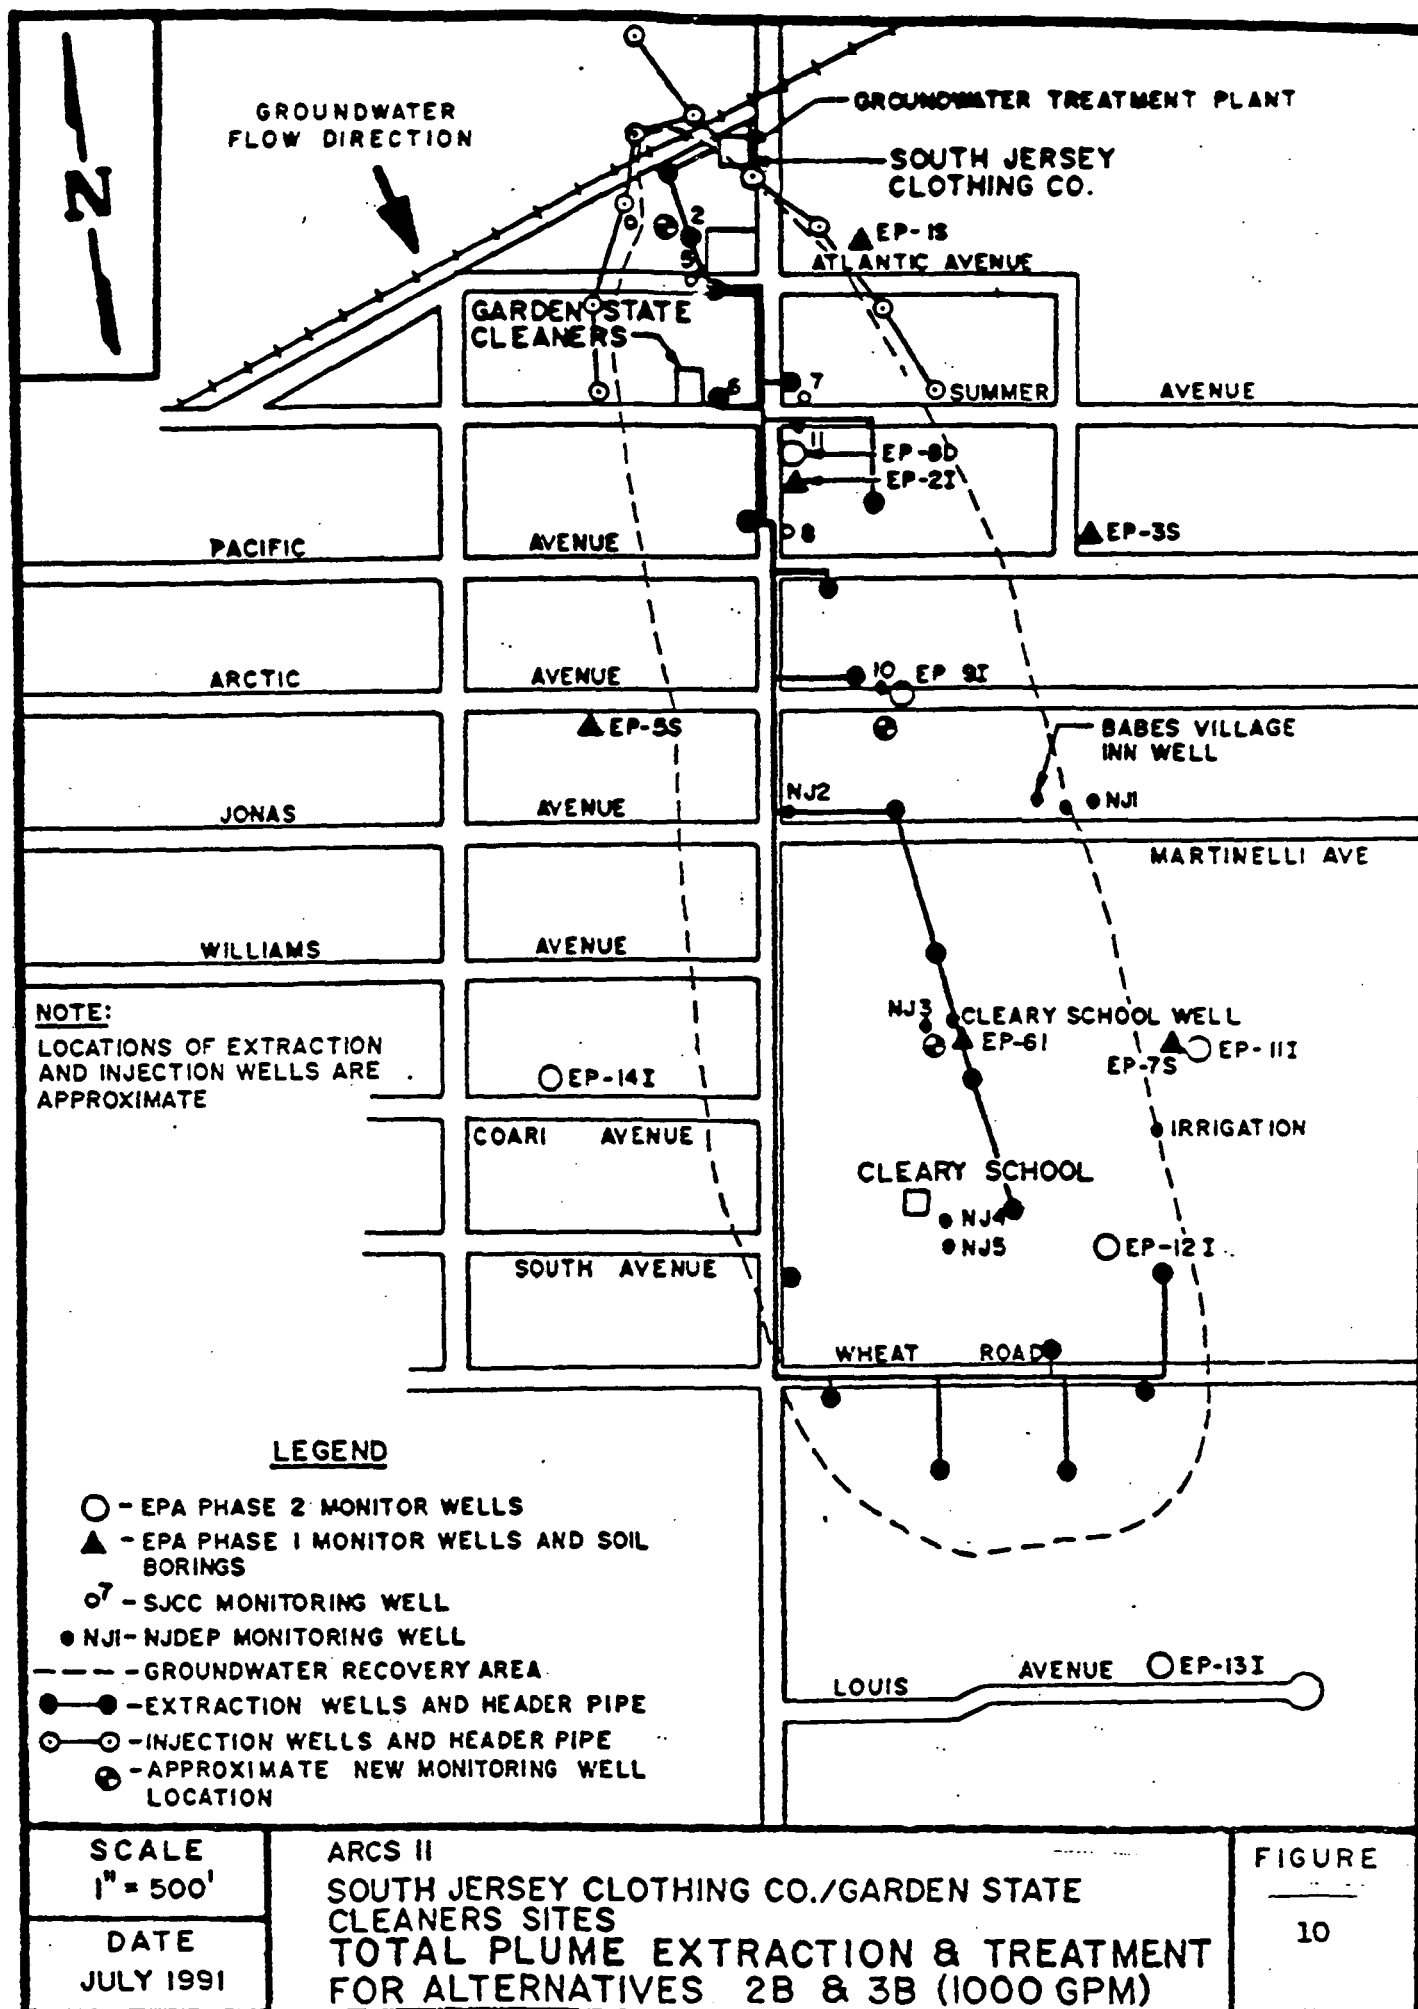 N
GROUNDWATER
FLOW DIRECTION
GROUNDWATER TREATMENT PLANT
SOUTH JERSEY
CLOTHING CO.
2
EP-1S
5
ATLANTIC AVENUE
GARDEN STATE
CLEANERS
6
7
SUMMER AVENUE
11
EP-8D
EP-2I
8
EP-3S
PACIFIC AVENUE
ARCTIC AVENUE
10
EP 9I
EP-5S
BABES VILLAGE
INN WELL
NJ2
NJ1
JONAS AVENUE
MARTINELLI AVE
WILLIAMS AVENUE
NOTE:
LOCATIONS OF EXTRACTION
AND INJECTION WELLS ARE
APPROXIMATE
NJ3
CLEARY SCHOOL WELL
EP-6I
EP-7S
EP-11I
EP-14I
COARI AVENUE
IRRIGATION
CLEARY SCHOOL
NJ4
NJ5
EP-12I
SOUTH AVENUE
WHEAT ROAD
LEGEND
- EPA PHASE 2 MONITOR WELLS
- EPA PHASE 1 MONITOR WELLS AND SOIL
BORINGS
7 - SJCC MONITORING WELL
NJ1- NJDEP MONITORING WELL
- GROUNDWATER RECOVERY AREA
- EXTRACTION WELLS AND HEADER PIPE
- INJECTION WELLS AND HEADER PIPE
- APPROXIMATE NEW MONITORING WELL
LOCATION
LOUIS AVENUE
EP-13I
SCALE
1" = 500'
DATE
JULY 1991
ARCS II
SOUTH JERSEY CLOTHING CO./GARDEN STATE
CLEANERS SITES
TOTAL PLUME EXTRACTION & TREATMENT
FOR ALTERNATIVES 2B & 3B (1000 GPM)
FIGURE
10